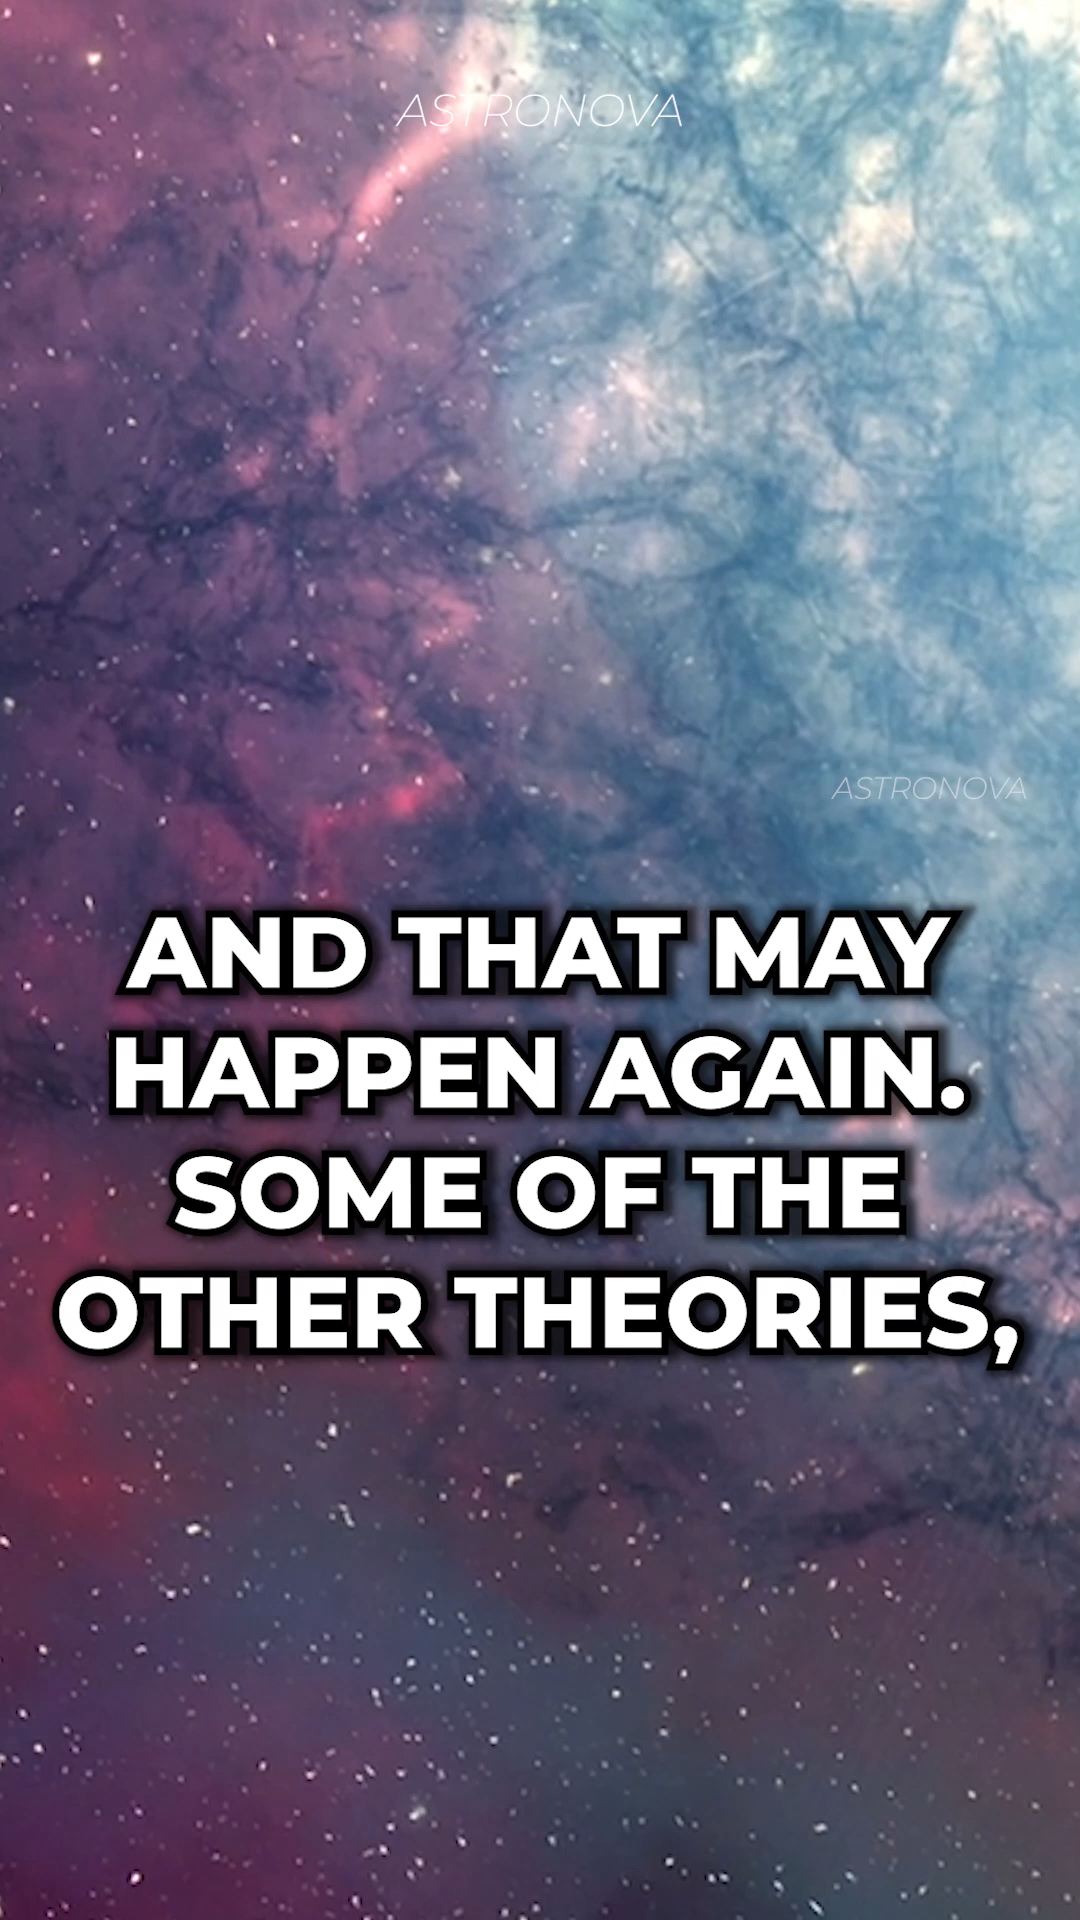 ASTRONOVA
ASTRONOVA
AND THAT MAY
HAPPEN AGAIN.
SOME OF THE
OTHER THEORIES,